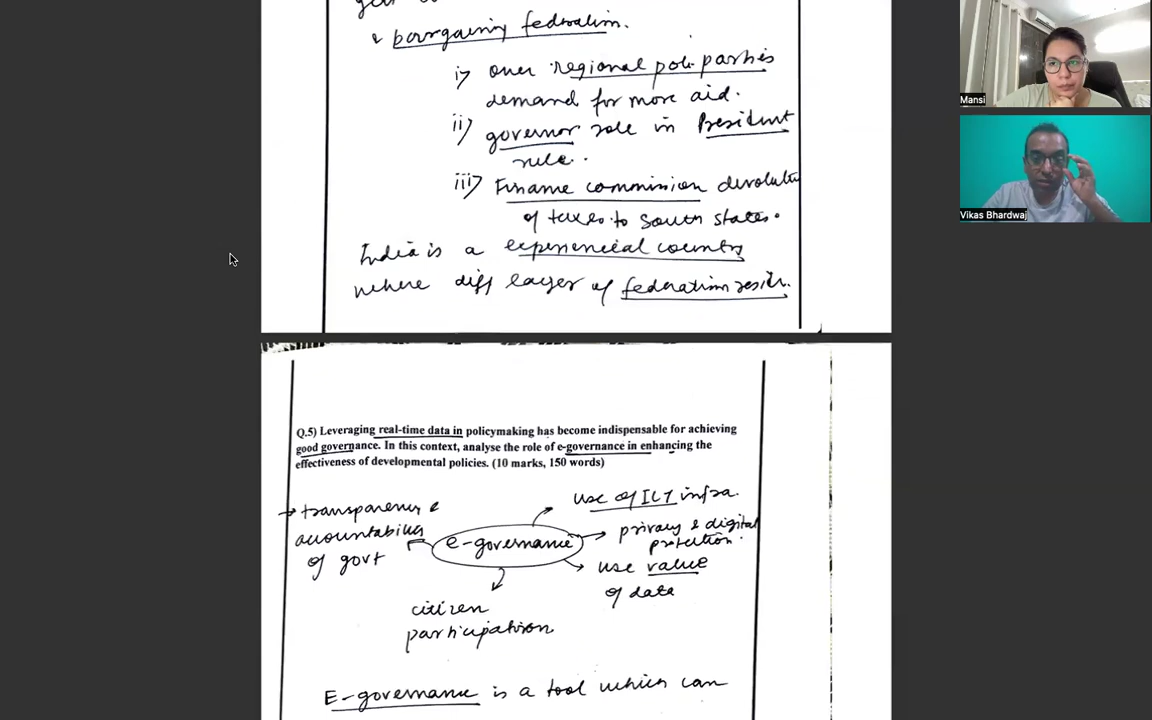 & bargaining federalism.
i) over regional pol. parties
demand for more aid.
ii) governor role in President
rule.
iii) Finance commission devolution
of taxes to South states.
India is a experiencial country
where diff layer of federation reside.
Q.5) Leveraging real-time data in policymaking has become indispensable for achieving
good governance. In this context, analyse the role of e-governance in enhancing the
effectiveness of developmental policies. (10 marks, 150 words)
→ transparency &
accountability
of govt
e-governance
use of ICT infra.
privacy & digital
protection.
use value
of data
citizen
participation
E-governance is a tool which can
Mansi
Vikas Bhardwaj